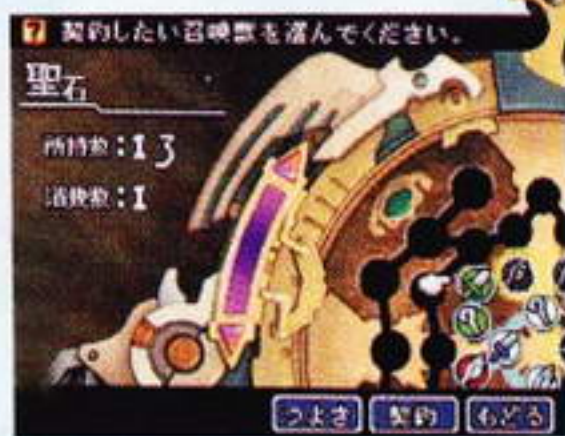 ? 契約したい召喚獣を選んでください。
聖石
所持数:13
消費数:1
つよさ 契約 もどる